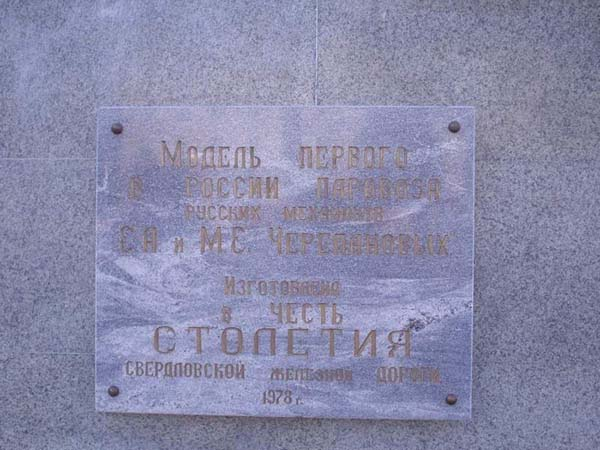 Модель первого
в России паровоза
русских механиков
Е.А и М.Е. Черепановых
Изготовлена
в честь
СТОЛЕТИЯ
Свердловской железной дороги
1978 г.